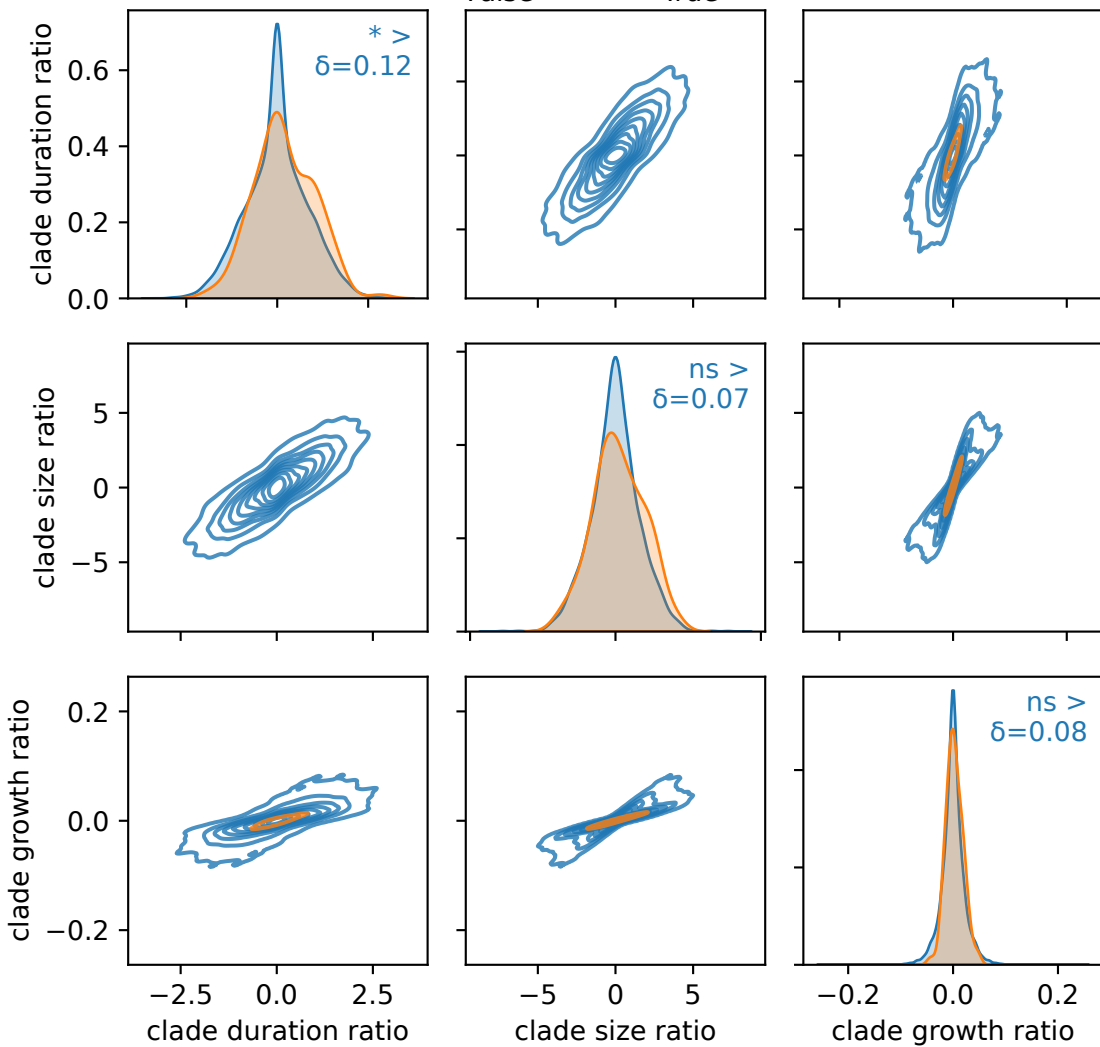 clade duration ratio
0.6
0.4
0.2
0.0
* >
δ=0.12
clade size ratio
5
0
−5
ns >
δ=0.07
clade growth ratio
0.2
0.0
−0.2
ns >
δ=0.08
−2.5 0.0 2.5
−5 0 5
−0.2 0.0 0.2
clade duration ratio
clade size ratio
clade growth ratio